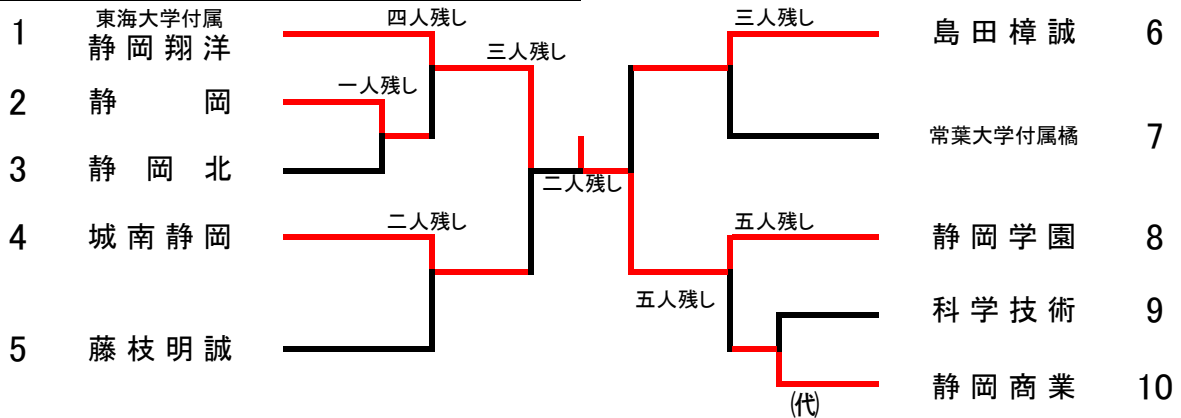 1 東海大学付属
静岡翔洋
四人残し
2 静 岡
一人残し
3 静 岡 北
三人残し
4 城南静岡
二人残し
5 藤枝明誠
二人残し
三人残し
島田樟誠 6
常葉大学付属橘 7
五人残し
静岡学園 8
五人残し
科学技術 9
静岡商業 10
(代)